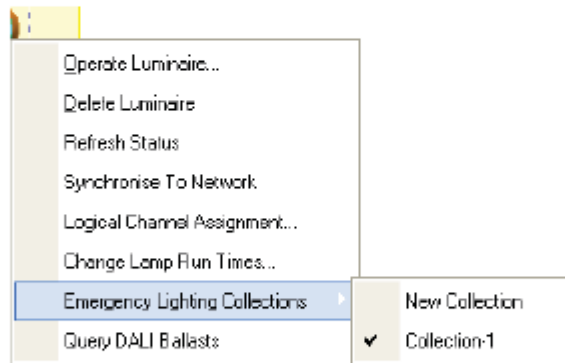 Operate Luminaire...
Delete Luminaire
Refresh Status
Synchronise To Network
Logical Channel Assignment...
Change Lamp Run Times...
Emergency Lighting Collections
New Collection
Query DALI Ballasts
Collection-1